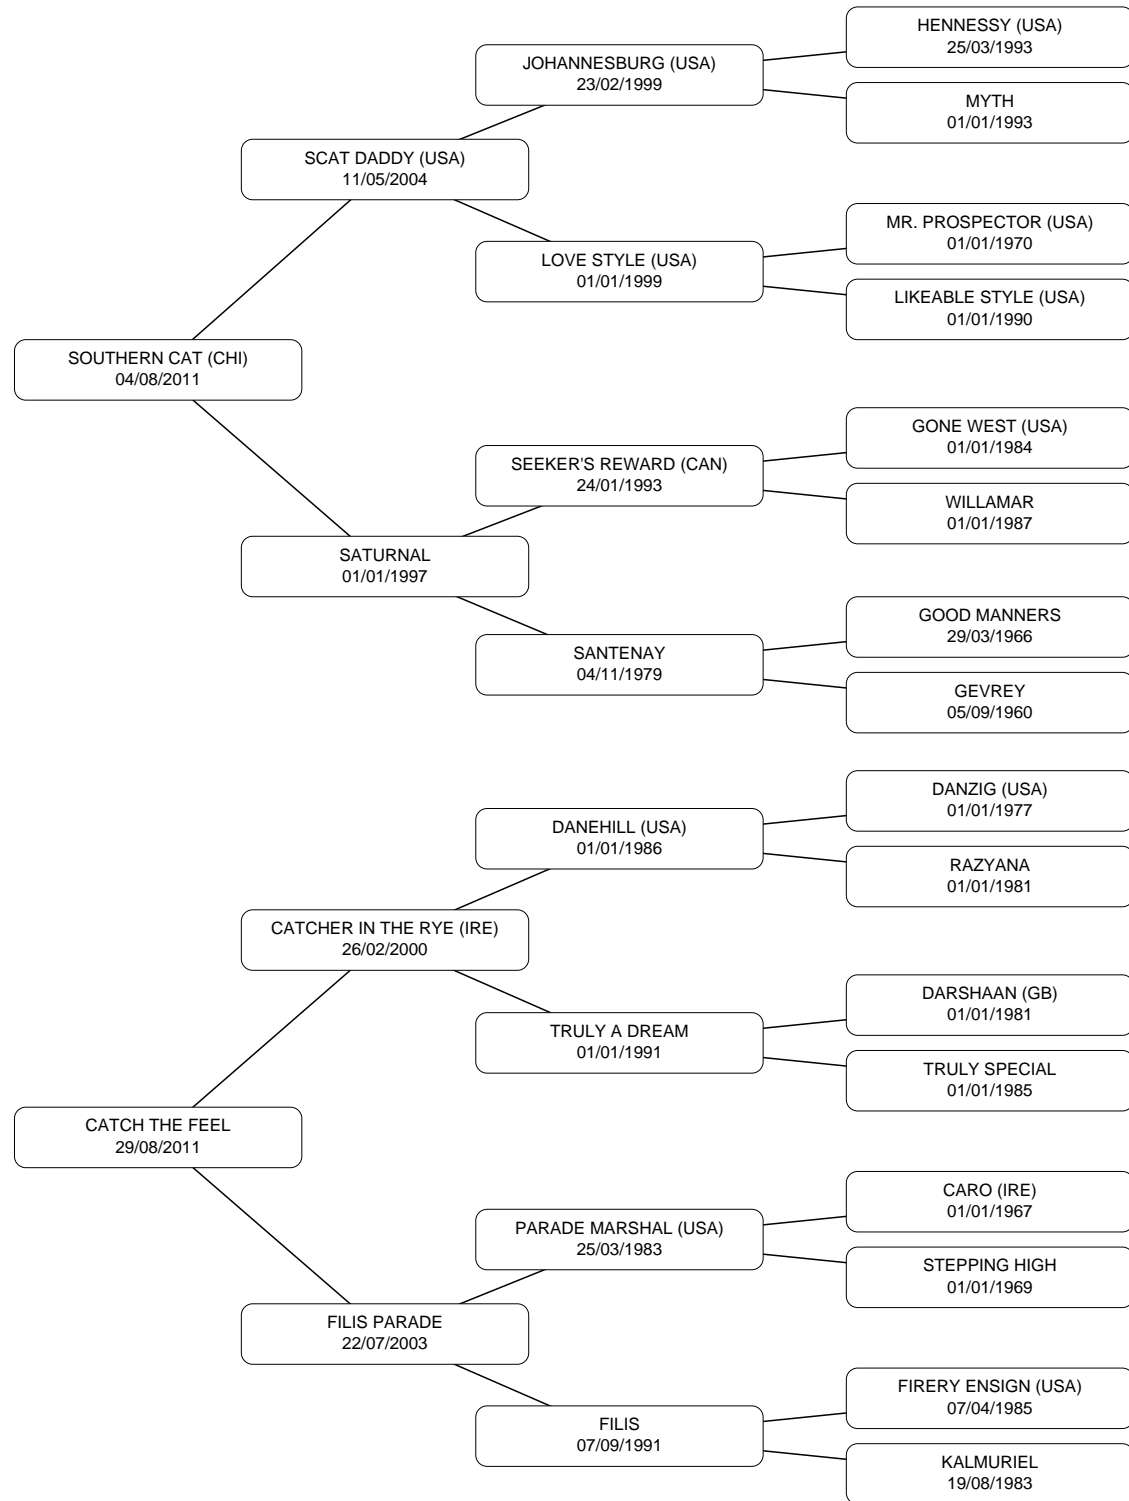 HENNESSY (USA)
25/03/1993
JOHANNESBURG (USA)
23/02/1999
MYTH
01/01/1993
SCAT DADDY (USA)
11/05/2004
MR. PROSPECTOR (USA)
01/01/1970
LOVE STYLE (USA)
01/01/1999
LIKEABLE STYLE (USA)
01/01/1990
SOUTHERN CAT (CHI)
04/08/2011
GONE WEST (USA)
01/01/1984
SEEKER'S REWARD (CAN)
24/01/1993
WILLAMAR
01/01/1987
SATURNAL
01/01/1997
GOOD MANNERS
29/03/1966
SANTENAY
04/11/1979
GEVREY
05/09/1960
DANZIG (USA)
01/01/1977
DANEHILL (USA)
01/01/1986
RAZYANA
01/01/1981
CATCHER IN THE RYE (IRE)
26/02/2000
DARSHAAN (GB)
01/01/1981
TRULY A DREAM
01/01/1991
TRULY SPECIAL
01/01/1985
CATCH THE FEEL
29/08/2011
CARO (IRE)
01/01/1967
PARADE MARSHAL (USA)
25/03/1983
STEPPING HIGH
01/01/1969
FILIS PARADE
22/07/2003
FIRERY ENSIGN (USA)
07/04/1985
FILIS
07/09/1991
KALMURIEL
19/08/1983